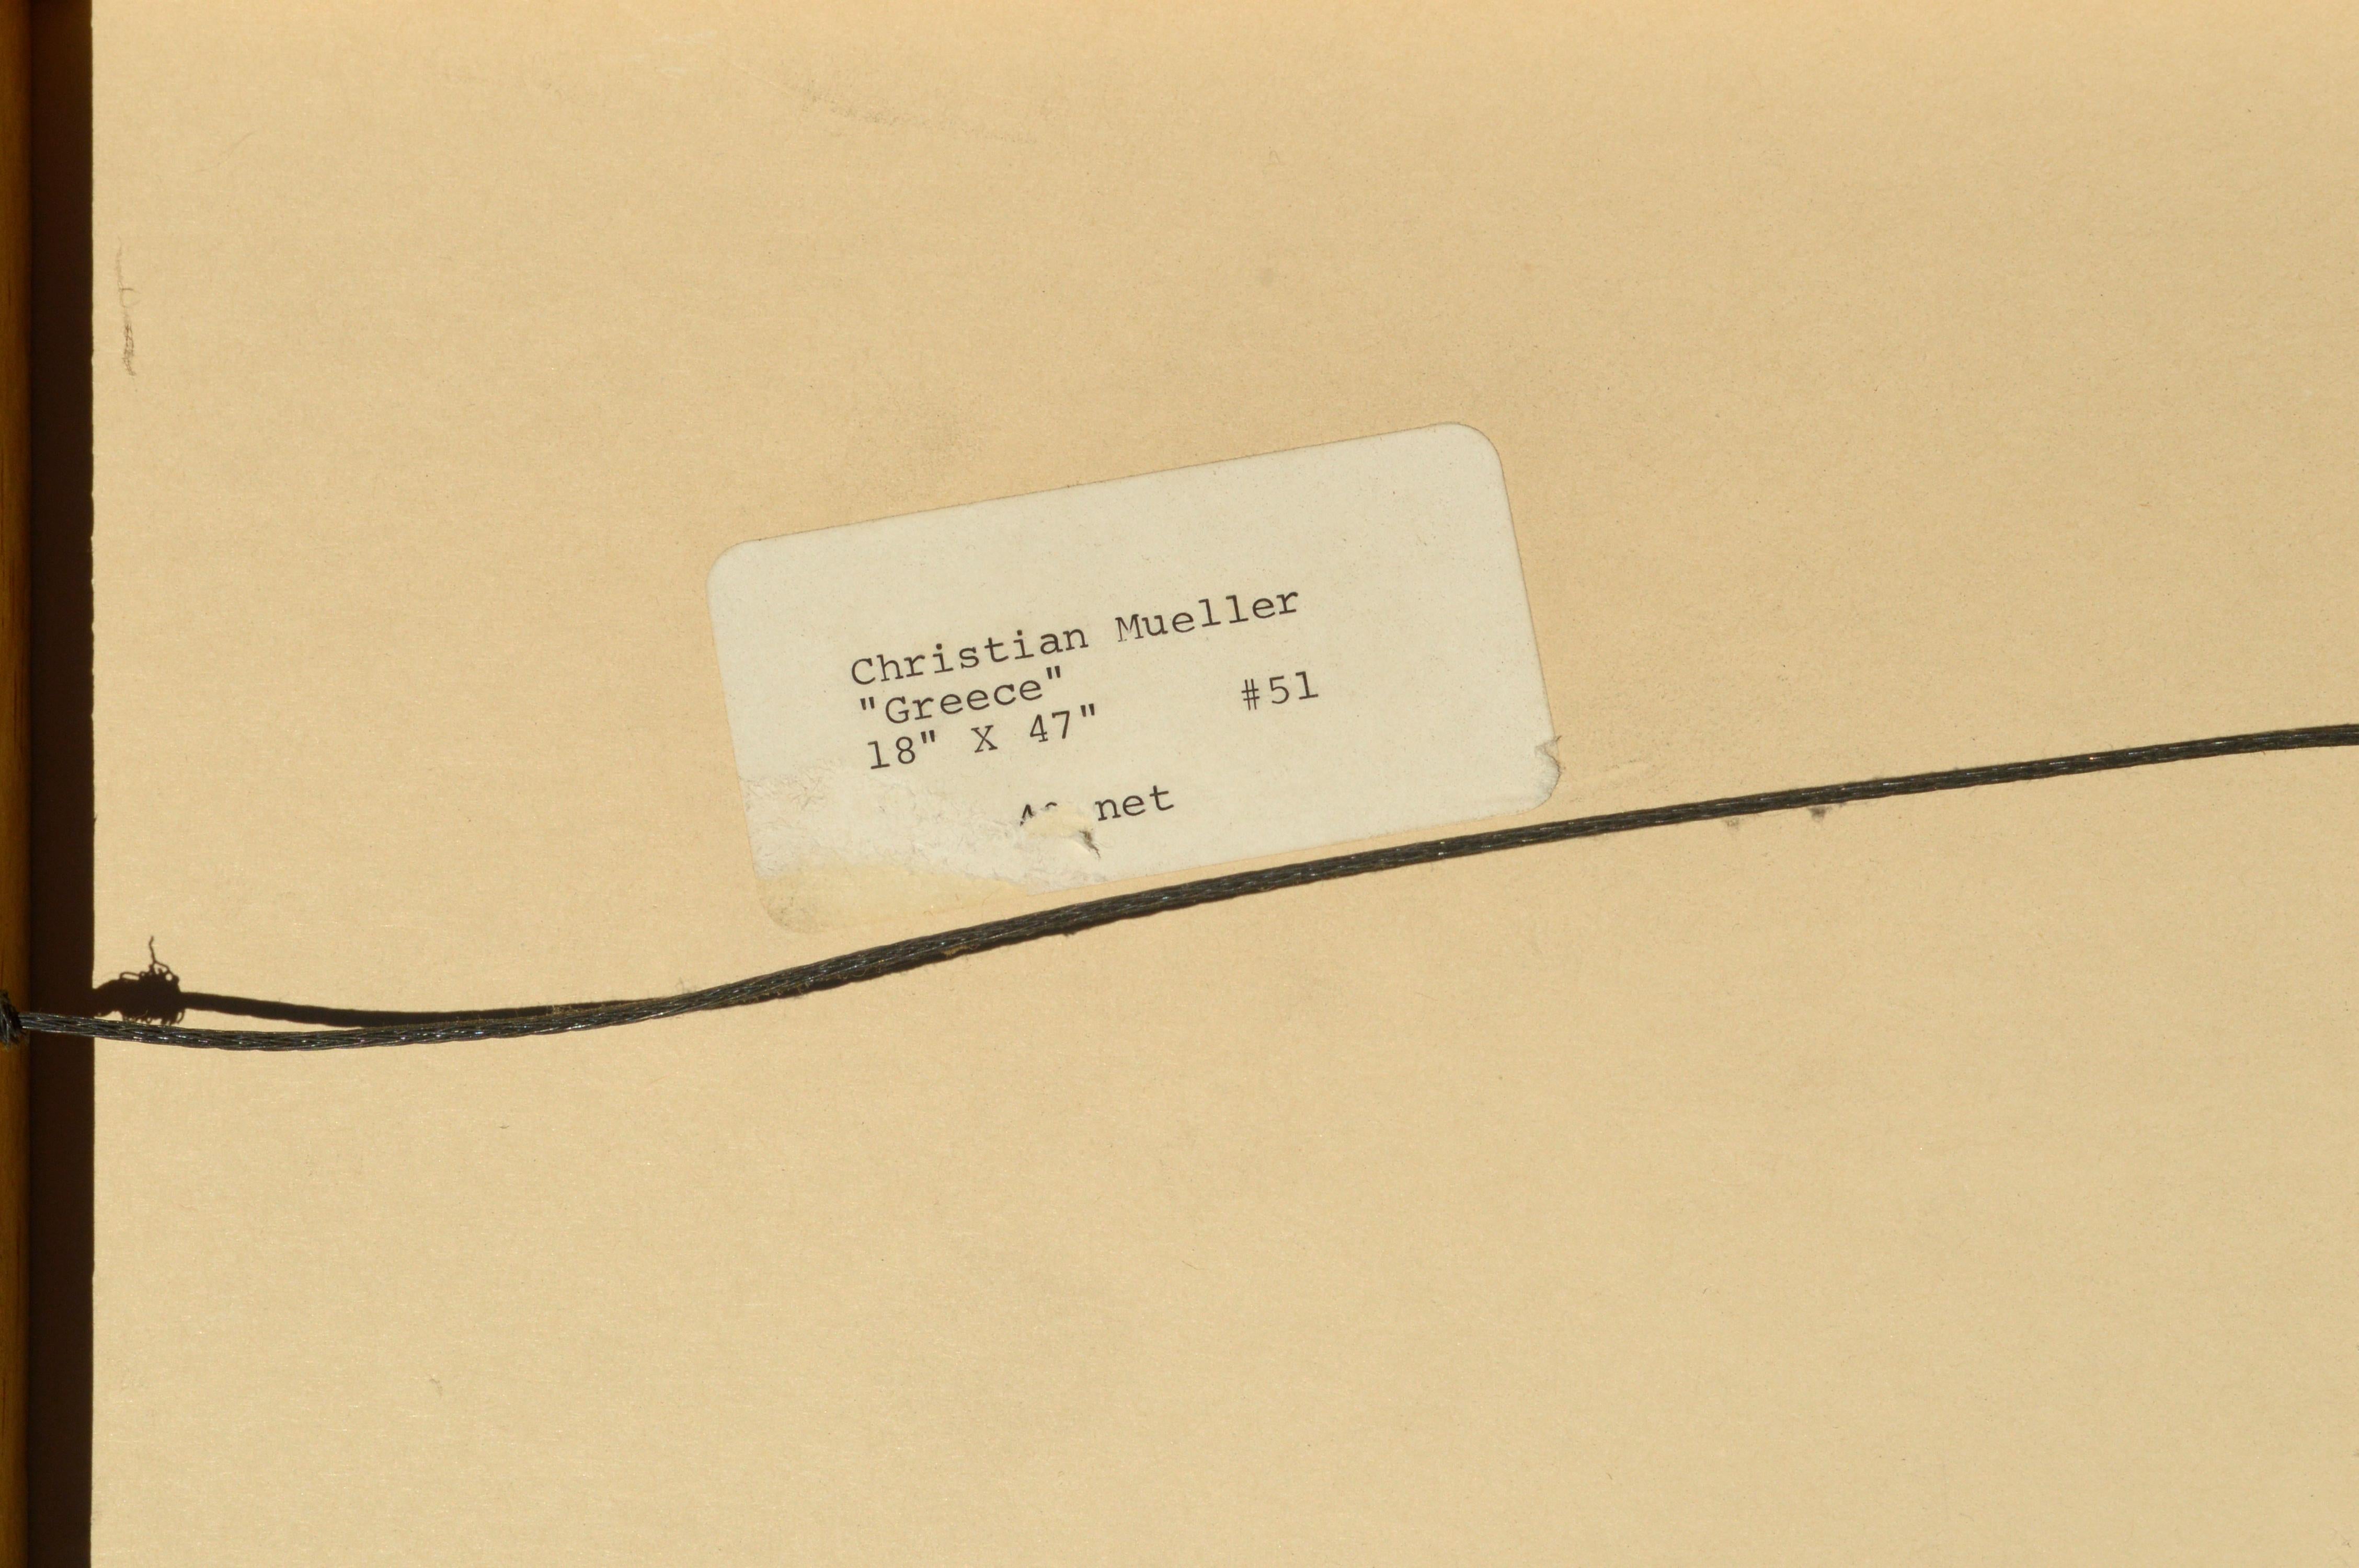 Christian Mueller
"Greece"
18" X 47" #51
net